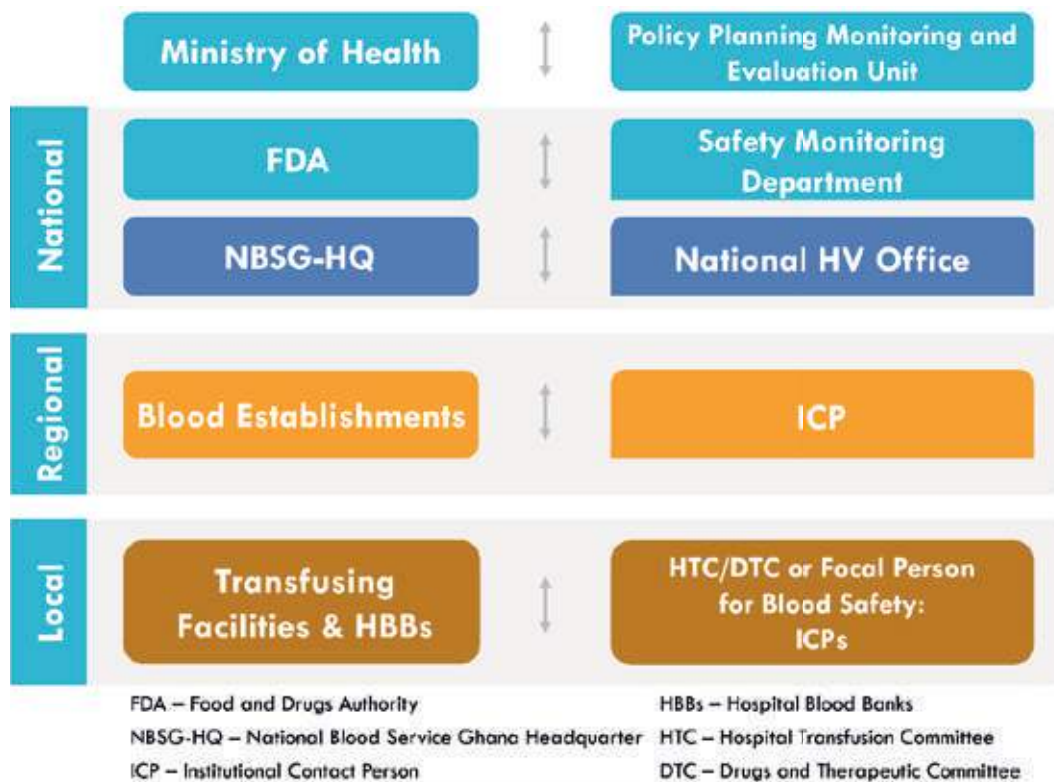 Ministry of Health
Policy Planning Monitoring and
Evaluation Unit
National
FDA
Safety Monitoring
Department
NBSG-HQ
National HV Office
Regional
Blood Establishments
ICP
Local
Transfusing
Facilities & HBBs
HTC/DTC or Focal Person
for Blood Safety:
ICPs
FDA – Food and Drugs Authority
HBBs – Hospital Blood Banks
NBSG-HQ – National Blood Service Ghana Headquarter
HTC – Hospital Transfusion Committee
ICP – Institutional Contact Person
DTC – Drugs and Therapeutic Committee